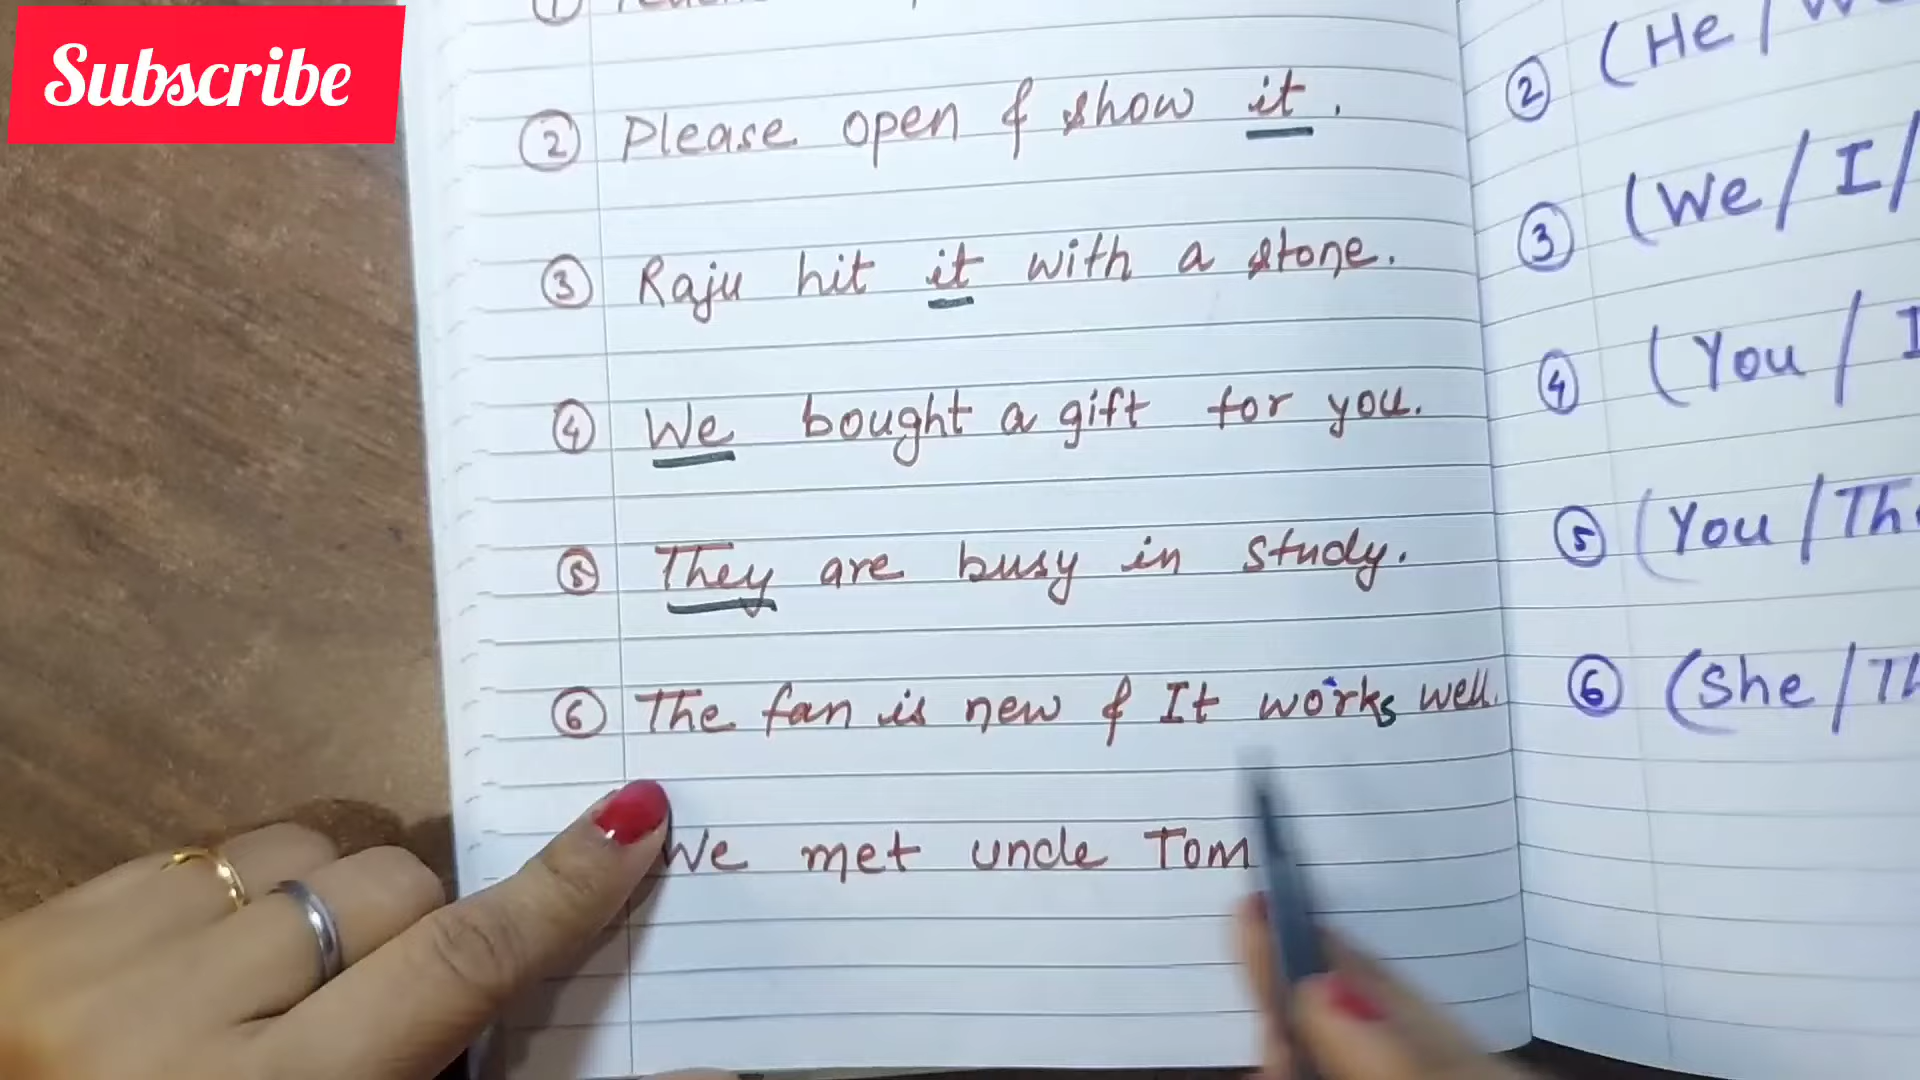 Subscribe
② Please open & show it.
③ Raju hit it with a stone.
④ We bought a gift for you.
⑤ They are busy in study.
⑥ The fan is new & It works well.
We met uncle Tom
② (He /
③ (We / I /
④ (You /
⑤ (You / Th
⑥ (She / Th